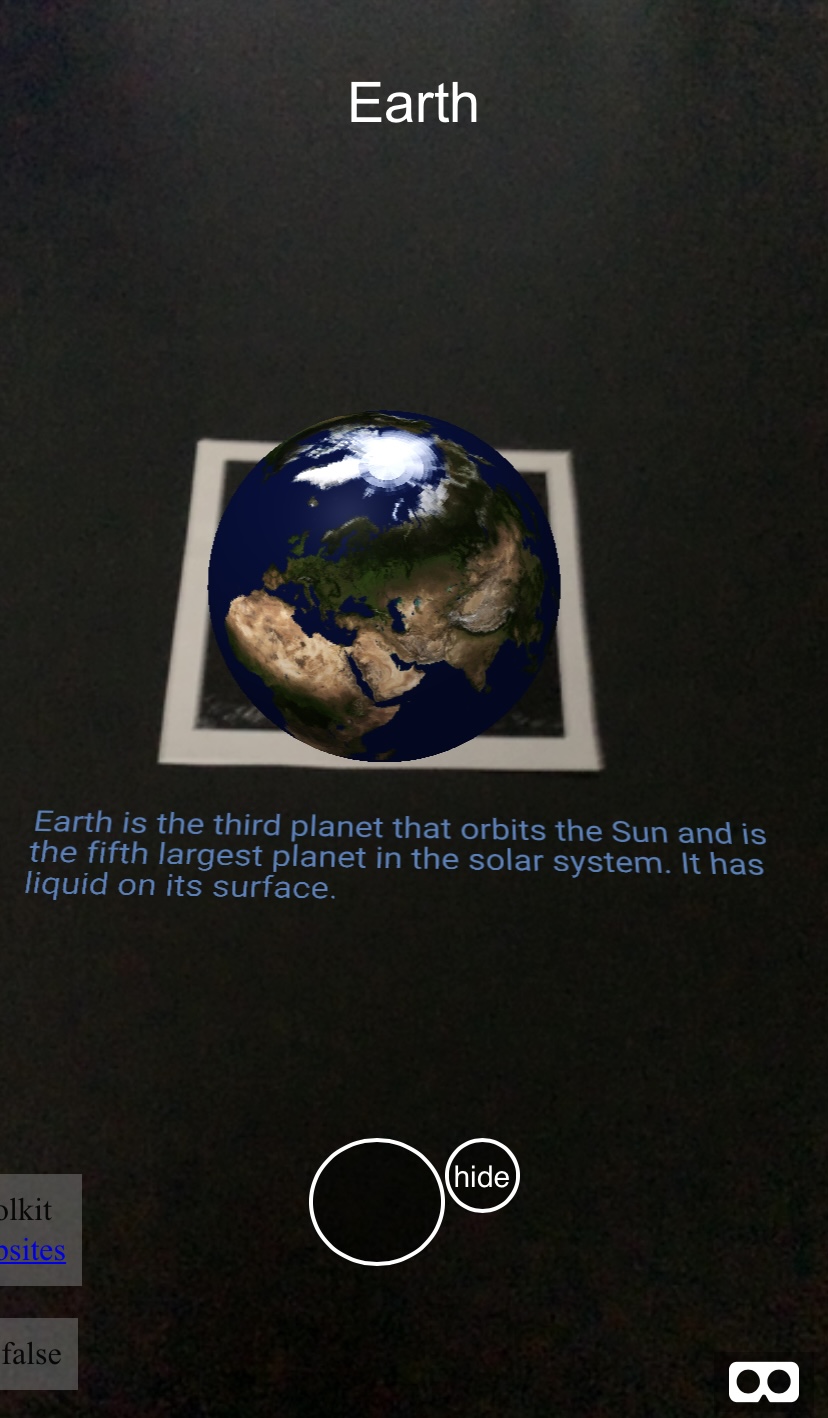 Earth
Earth is the third planet that orbits the Sun and is
the fifth largest planet in the solar system. It has
liquid on its surface.
hide
olkit
bsites
false